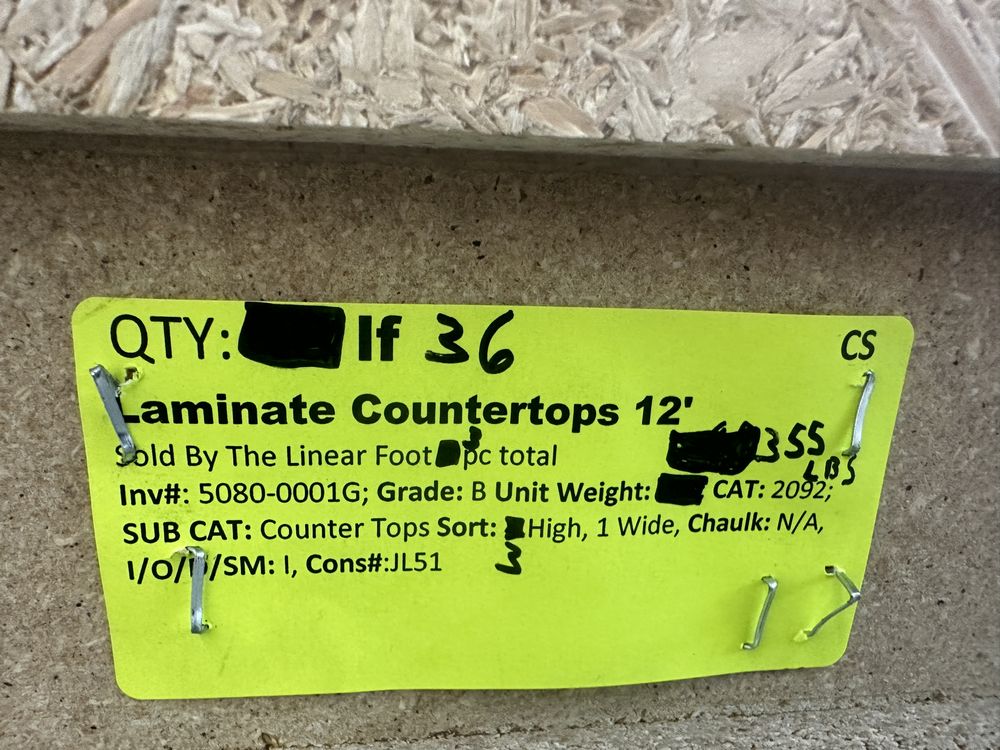 QTY: lf 36
CS
Laminate Countertops 12'
Sold By The Linear Foot 3 pc total
355 LBS
Inv#: 5080-0001G; Grade: B Unit Weight: CAT: 2092;
SUB CAT: Counter Tops Sort: 3 High, 1 Wide, Chaulk: N/A,
I/O/D/SM: I, Cons#:JL51